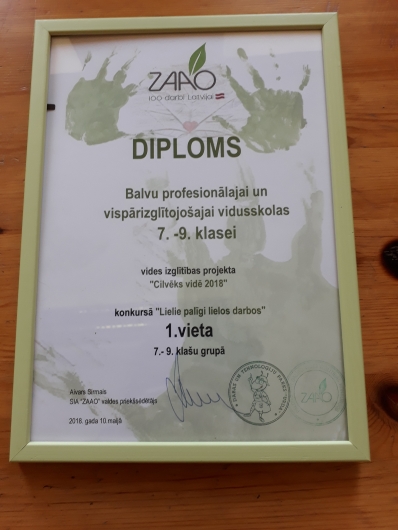 ZAAO
100 darbi Latvijai
DIPLOMS
Balvu profesionālajai un
vispārizglītojošajai vidusskolas
7. -9. klasei
vides izglītības projekta
"Cilvēks vidē 2018"
konkursā "Lielie palīgi lielos darbos"
1.vieta
7.- 9. klašu grupā
Aivars Sirmais
SIA "ZAAO" valdes priekšsēdētājs
2018. gada 10.maijā
ZAAO